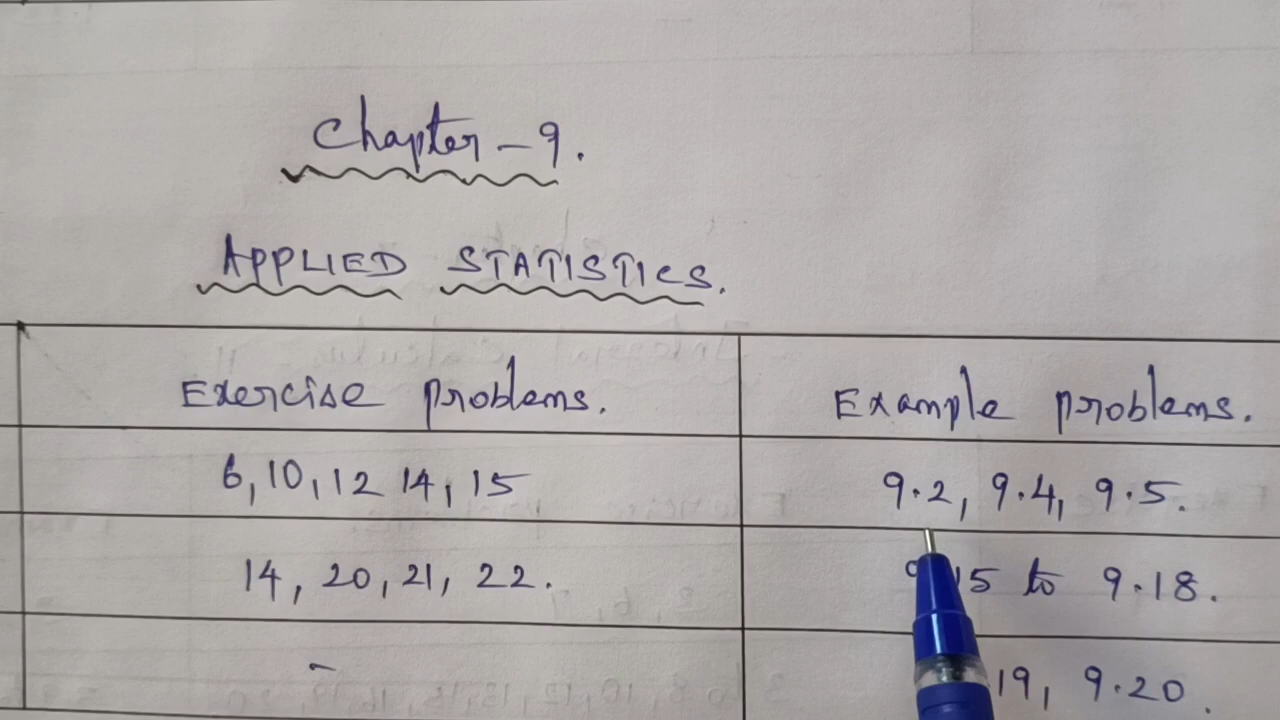 Chapter - 9.
APPLIED STATISTICS.
Exercise problems. Example problems.
6, 10, 12 14, 15 9.2, 9.4, 9.5.
14, 20, 21, 22. 15 to 9.18.
- 19, 9.20.